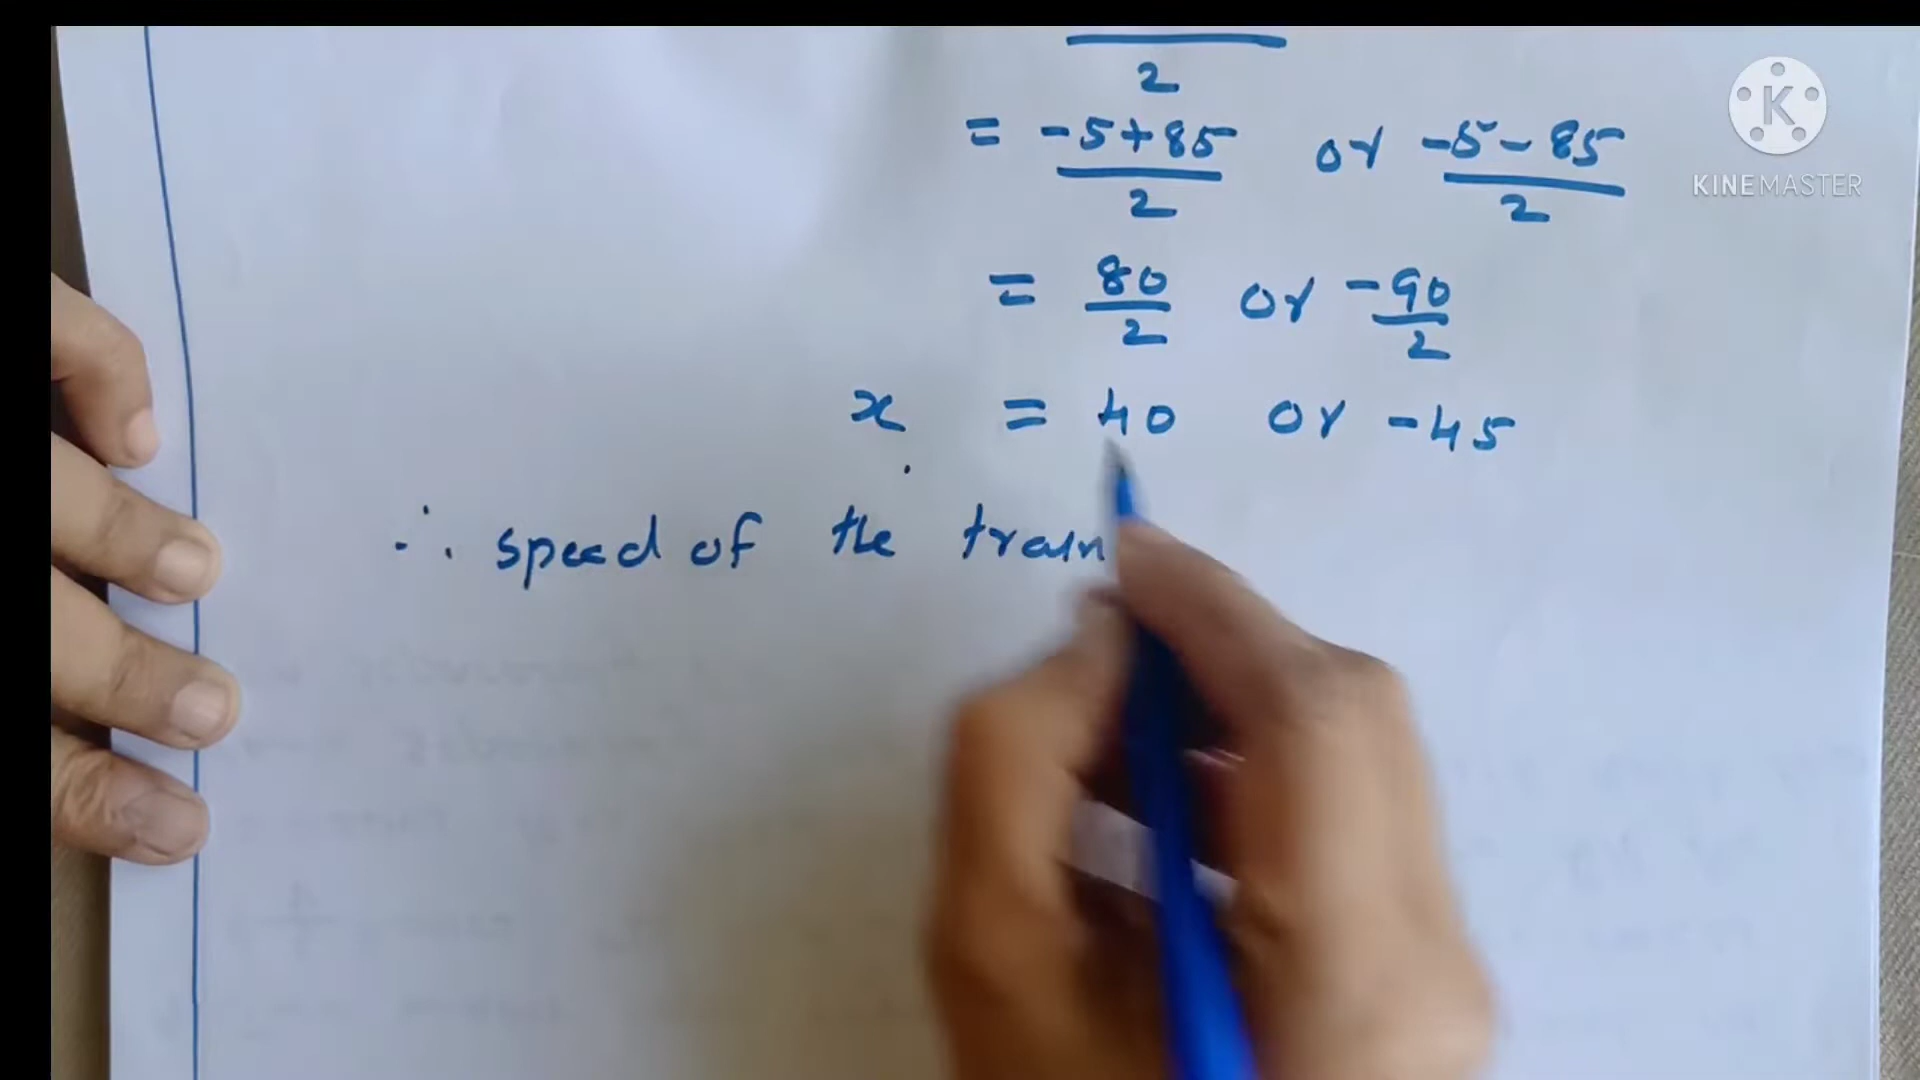 2
= -5+85 or -5-85
2 2
= 80 or -90
2 2
x = 40 or -45
∴ speed of the train
K
KINEMASTER